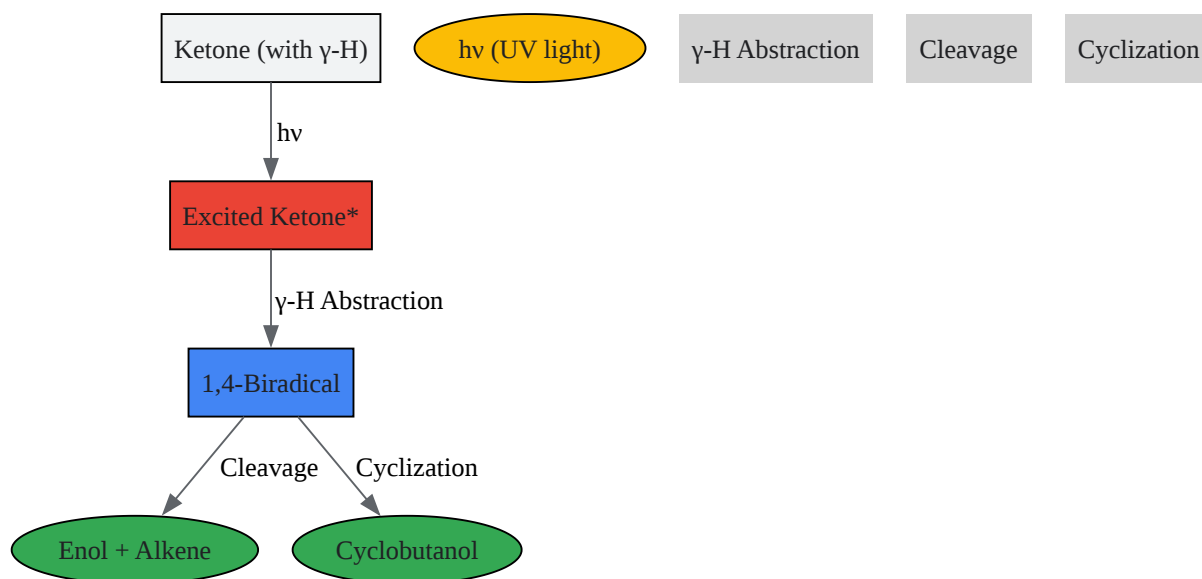 Ketone (with γ-H)
hν (UV light)
γ-H Abstraction
Cleavage
Cyclization
hν
Excited Ketone*
γ-H Abstraction
1,4-Biradical
Cleavage
Cyclization
Enol + Alkene
Cyclobutanol